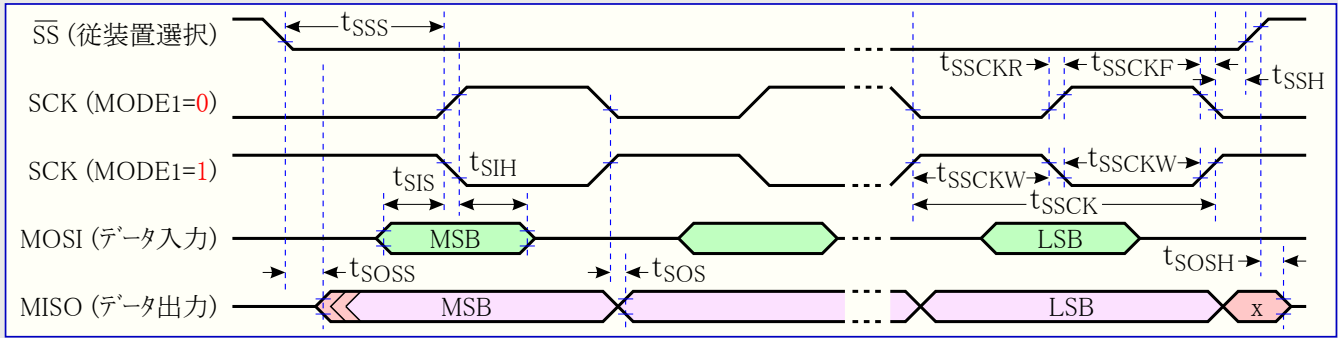 SS (従装置選択)
tSSS
tSSCKR
tSSCKF
tSSH
SCK (MODE1=0)
SCK (MODE1=1)
tSIS
tSIH
tSSCKW
tSSCKW
tSSCK
MOSI (データ入力)
MSB
LSB
tSOSS
tSOS
tSOSH
MISO (データ出力)
MSB
LSB
x